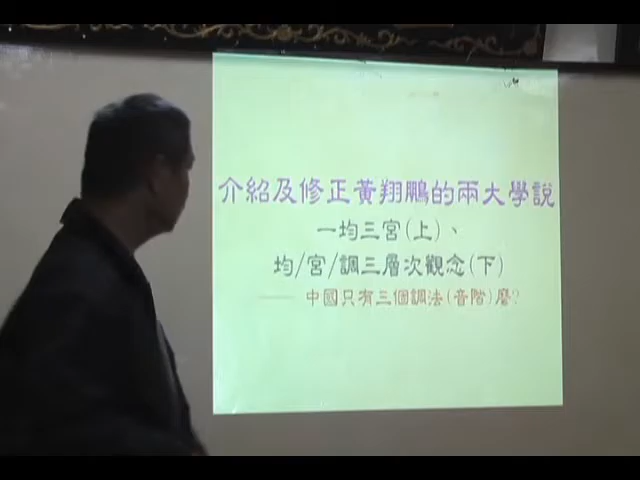 介紹及修正黃翔鵬的兩大學說
一均三宮(上)、
均/宮/調三層次觀念(下)
——中國只有三個調法(音階)麼?